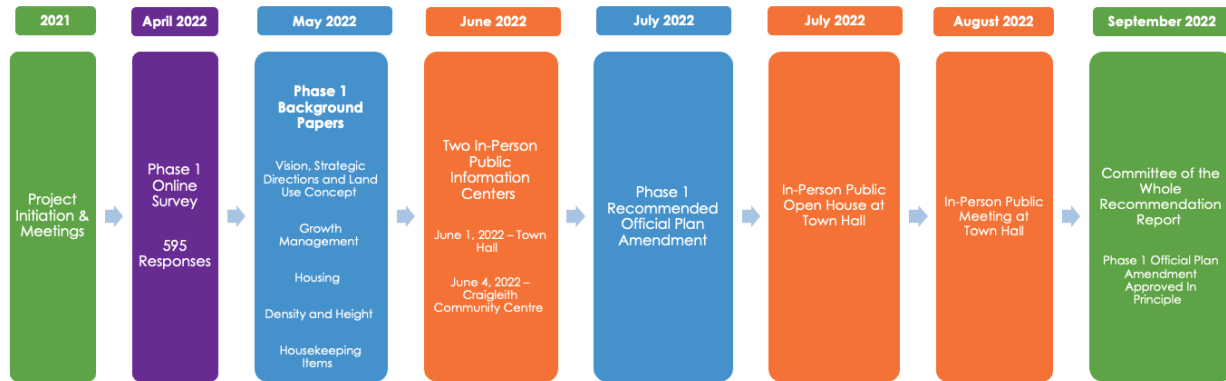 2021
April 2022
May 2022
June 2022
July 2022
July 2022
August 2022
September 2022
Project
Initiation &
Meetings
Phase 1
Online
Survey
595
Responses
Phase 1
Background
Papers
Vision, Strategic
Directions and Land
Use Concept
Growth
Management
Housing
Density and Height
Housekeeping
Items
Two In-Person
Public
Information
Centers
June 1, 2022 – Town
Hall
June 4, 2022 –
Craigleith
Community Centre
Phase 1
Recommended
Official Plan
Amendment
In-Person Public
Open House at
Town Hall
In-Person Public
Meeting at
Town Hall
Committee of the
Whole
Recommendation
Report
Phase 1 Official Plan
Amendment
Approved In
Principle